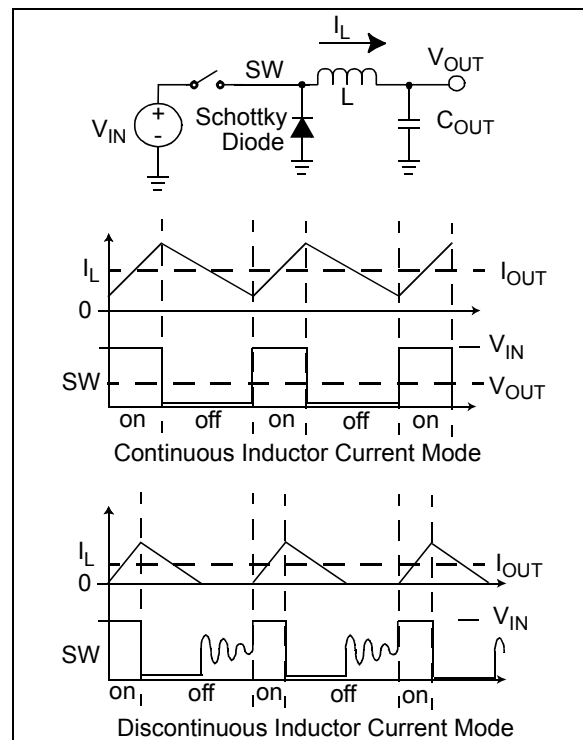 I_L
V_OUT
SW
L
V_IN
+
-
Schottky
Diode
C_OUT
I_L
I_OUT
0
V_IN
SW
V_OUT
on off on off on
Continuous Inductor Current Mode
I_L
I_OUT
0
V_IN
SW
on off on off on
Discontinuous Inductor Current Mode